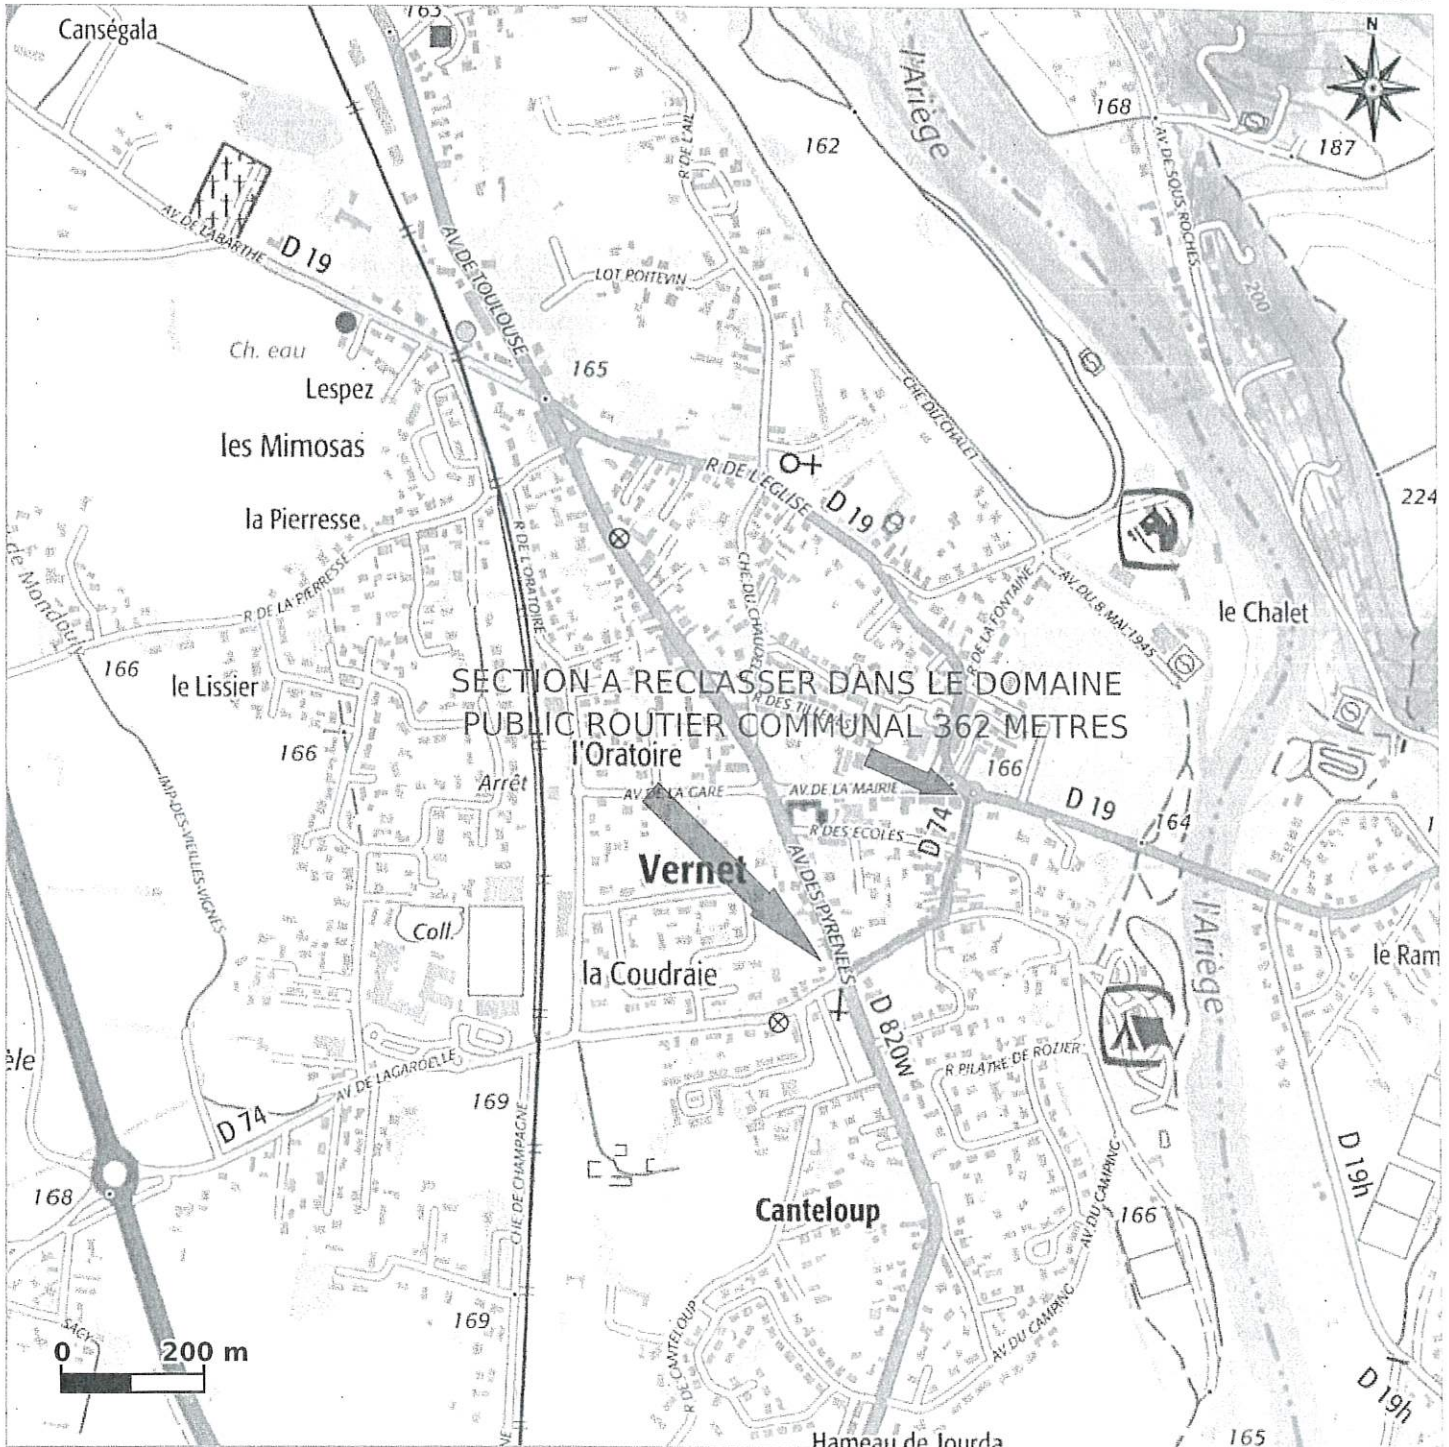 163
Canségala
N
l'Ariège
168
162
187
R DE L'AIL
AV. DE SOUS ROCHES
AV. DE LABARTHE
D 19
AV. DE TOULOUSE
LOT POITEVIN
200
Ch. eau
165
Lespez
CHE DU CHALET
les Mimosas
R DE L'EGLISE
D 19
224
la Pierresse
R DE L'ORATOIRE
R DE LA PIERRESSE
AV. DU 8 MAI 1945
le Chalet
DE LA FONTAINE
166
le Lissier
SECTION A RECLASSER DANS LE DOMAINE
PUBLIC ROUTIER COMMUNAL 362 METRES
R DES
166
l'Oratoire
166
Arrêt
AV. DE LA GARE
AV. DE LA MAIRIE
D 19
IMP. DES VIEILLES VIGNES
R DES ECOLES
D 74
164
Vernet
AV. DES PYRENEES
Coll.
l'Ariège
la Coudraie
le Ram
D 820W
èle
R PILATRE DE ROZIER
AV. DE LAGARDELLE
169
D 74
CHE DE CHAMPAGNE
D 19h
168
Canteloup
AV. DU CAMPING
166
169
SACY
R DE CANTELOUP
AV. DU CAMPING
0 200 m
D 19h
NE
Hameau de Jourda
165